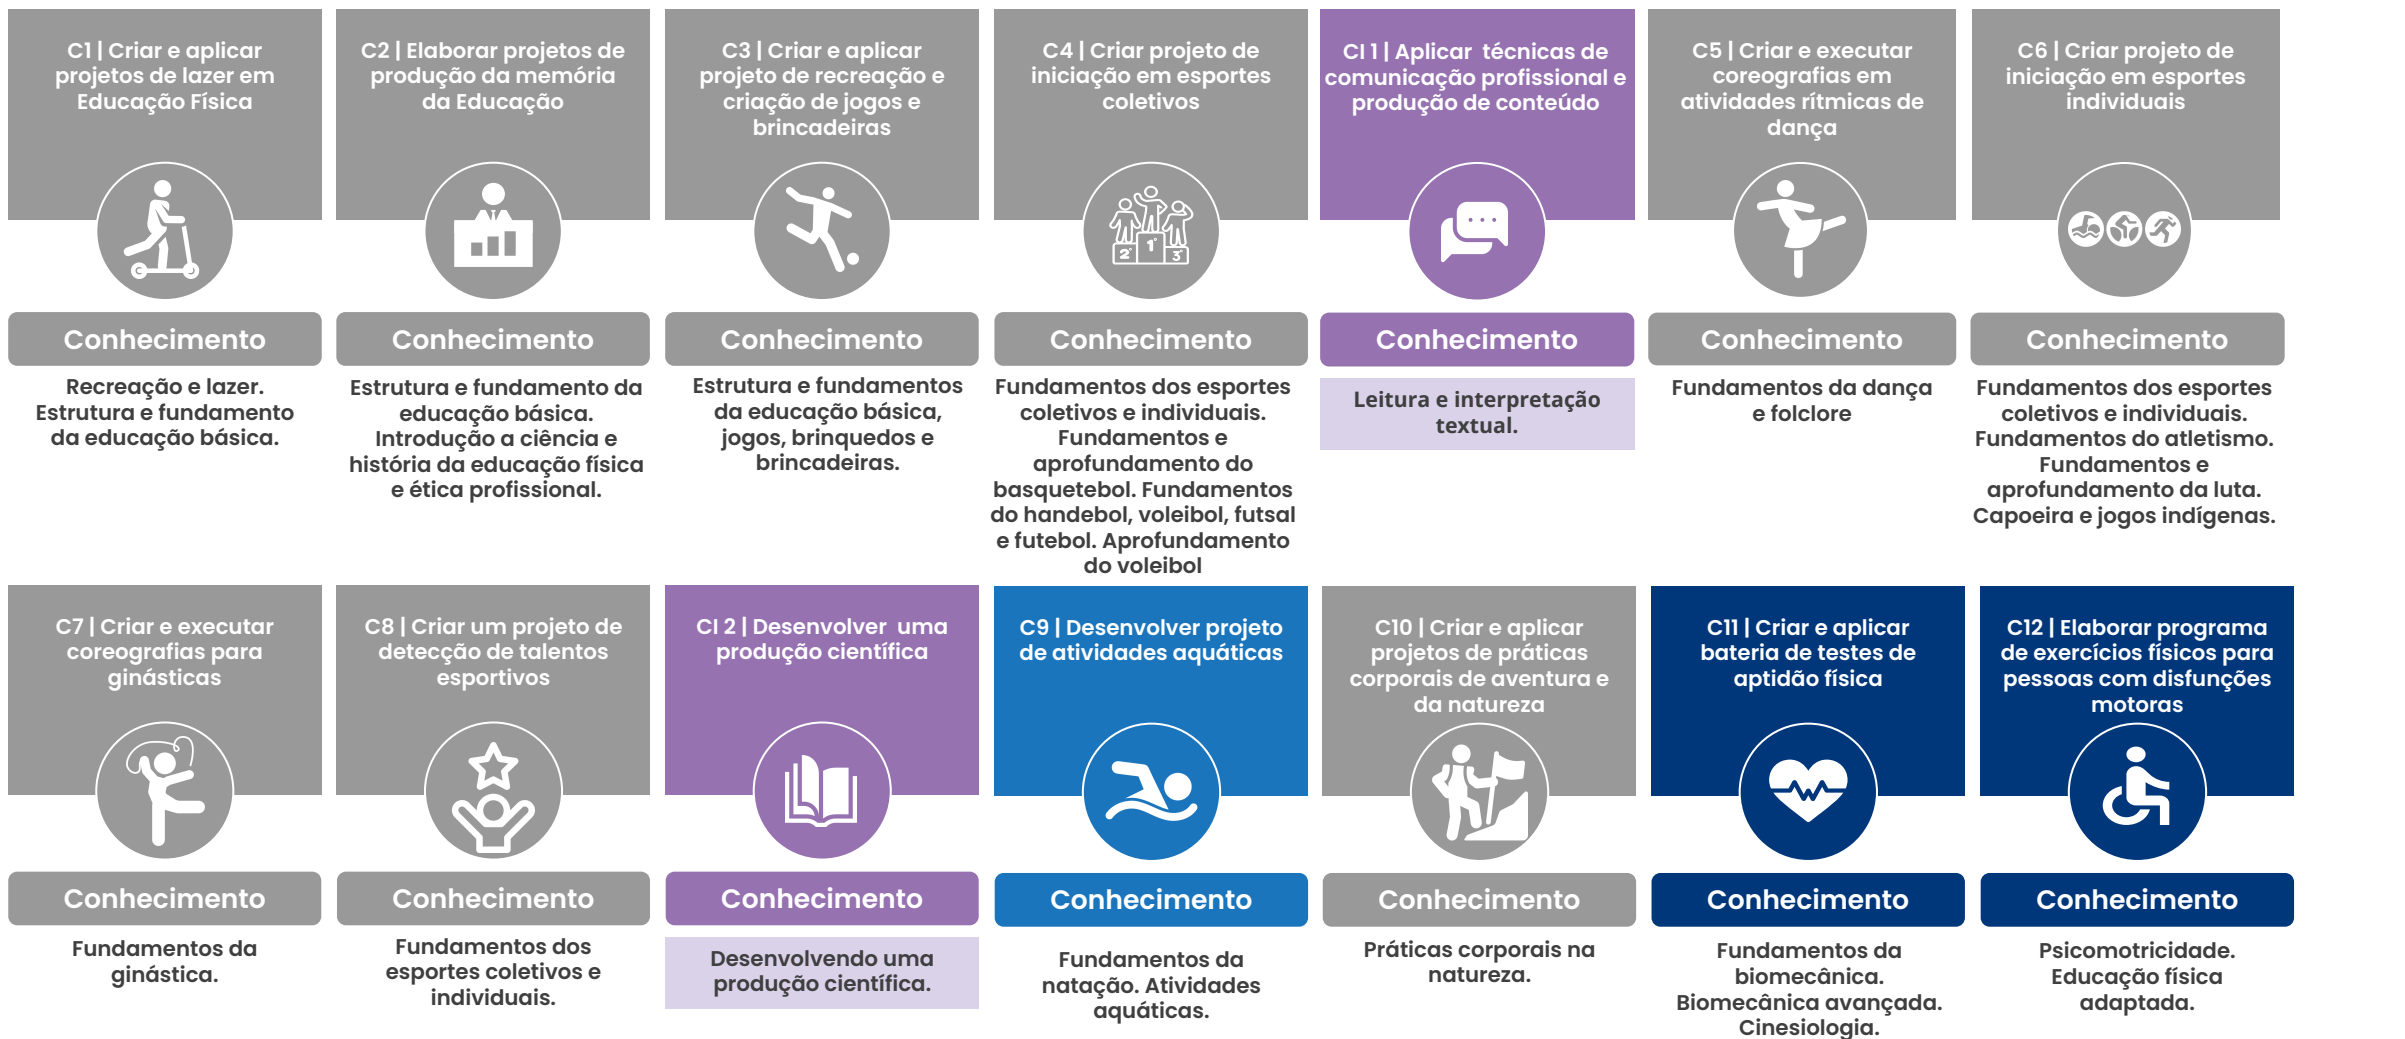 C1 | Criar e aplicar
projetos de lazer em
Educação Física
Conhecimento
Recreação e lazer.
Estrutura e fundamento
da educação básica.
C2 | Elaborar projetos de
produção da memória
da Educação
Conhecimento
Estrutura e fundamento da
educação básica.
Introdução a ciência e
história da educação física
e ética profissional.
C3 | Criar e aplicar
projeto de recreação e
criação de jogos e
brincadeiras
Conhecimento
Estrutura e fundamentos
da educação básica,
jogos, brinquedos e
brincadeiras.
C4 | Criar projeto de
iniciação em esportes
coletivos
1º
2º
3º
Conhecimento
Fundamentos dos esportes
coletivos e individuais.
Fundamentos e
aprofundamento do
basquetebol. Fundamentos
do handebol, voleibol, futsal
e futebol. Aprofundamento
do voleibol
CI 1 | Aplicar técnicas de
comunicação profissional e
produção de conteúdo
Conhecimento
Leitura e interpretação
textual.
C5 | Criar e executar
coreografias em
atividades rítmicas de
dança
Conhecimento
Fundamentos da dança
e folclore
C6 | Criar projeto de
iniciação em esportes
individuais
Conhecimento
Fundamentos dos esportes
coletivos e individuais.
Fundamentos do atletismo.
Fundamentos e
aprofundamento da luta.
Capoeira e jogos indígenas.
C7 | Criar e executar
coreografias para
ginásticas
Conhecimento
Fundamentos da
ginástica.
C8 | Criar um projeto de
detecção de talentos
esportivos
Conhecimento
Fundamentos dos
esportes coletivos e
individuais.
CI 2 | Desenvolver uma
produção científica
Conhecimento
Desenvolvendo uma
produção científica.
C9 | Desenvolver projeto
de atividades aquáticas
Conhecimento
Fundamentos da
natação. Atividades
aquáticas.
C10 | Criar e aplicar
projetos de práticas
corporais de aventura e
da natureza
Conhecimento
Práticas corporais na
natureza.
C11 | Criar e aplicar
bateria de testes de
aptidão física
Conhecimento
Fundamentos da
biomecânica.
Biomecânica avançada.
Cinesiologia.
C12 | Elaborar programa
de exercícios físicos para
pessoas com disfunções
motoras
Conhecimento
Psicomotricidade.
Educação física
adaptada.